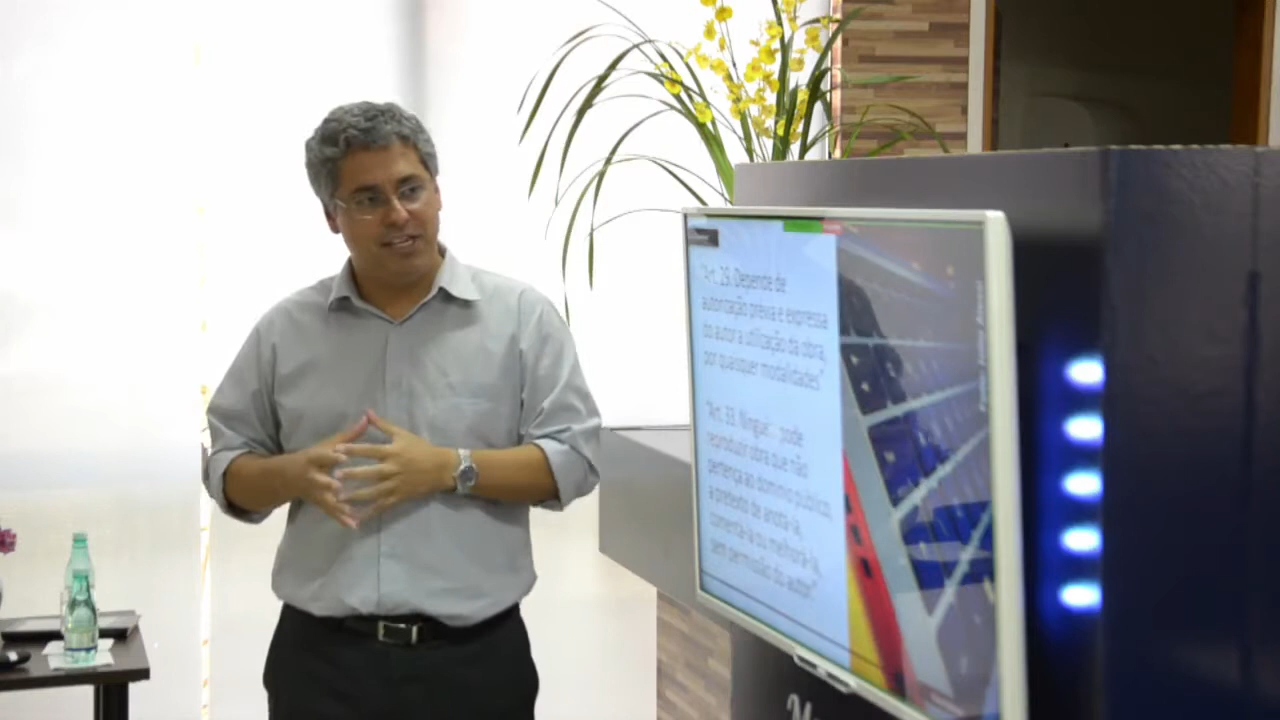 "Art. 29. Depende de
autorização prévia e expressa
do autor a utilização da obra,
por quaisquer modalidades"
"Art. 33. Ninguém pode
reproduzir obra que não
pertença ao domínio público,
a pretexto de anotá-la,
comentá-la ou melhorá-la,
sem permissão do autor"